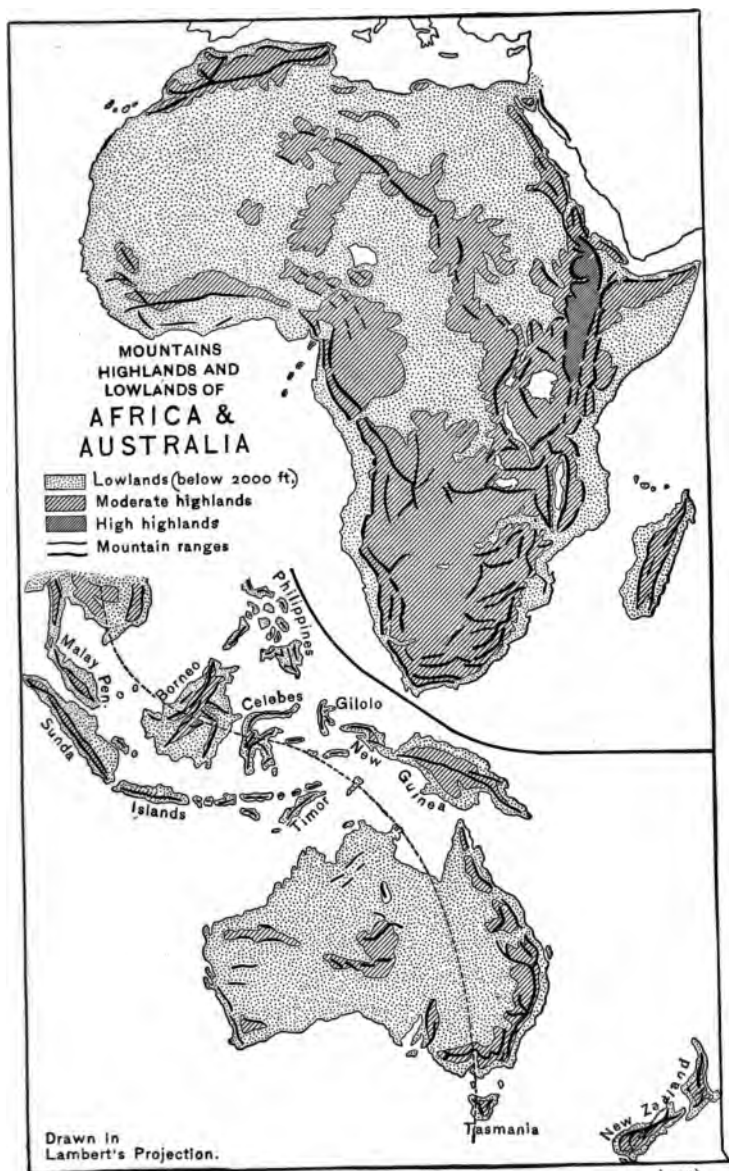 MOUNTAINS
HIGHLANDS AND
LOWLANDS OF
AFRICA &
AUSTRALIA
Lowlands (below 2000 ft.)
Moderate highlands
High highlands
Mountain ranges
Philippines
Malay Pen.
Borneo
Celebes
Gilolo
Sunda
New Guinea
Islands
Timor
Tasmania
New Zealand
Drawn in
Lambert's Projection.